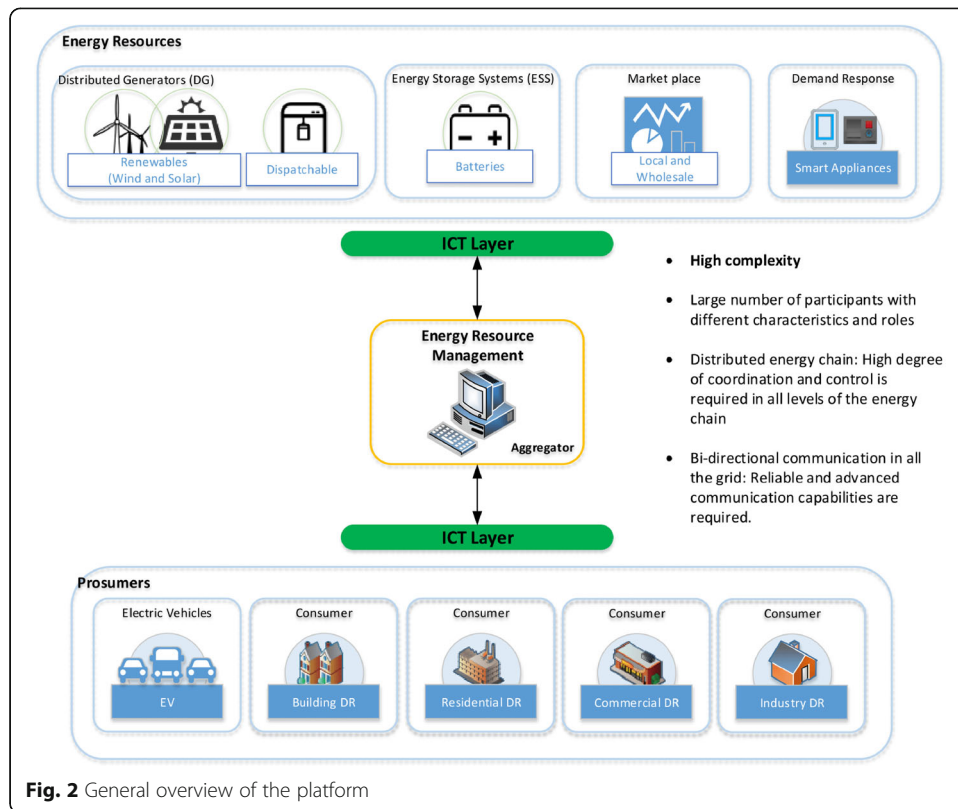 Energy Resources
Distributed Generators (DG)
Renewables
(Wind and Solar)
Dispatchable
Energy Storage Systems (ESS)
Batteries
Market place
Local and
Wholesale
Demand Response
Smart Appliances
ICT Layer
Energy Resource
Management
Aggregator
ICT Layer
• High complexity
• Large number of participants with
different characteristics and roles
• Distributed energy chain: High degree
of coordination and control is
required in all levels of the energy
chain
• Bi-directional communication in all
the grid: Reliable and advanced
communication capabilities are
required.
Prosumers
Electric Vehicles
EV
Consumer
Building DR
Consumer
Residential DR
Consumer
Commercial DR
Consumer
Industry DR
Fig. 2 General overview of the platform